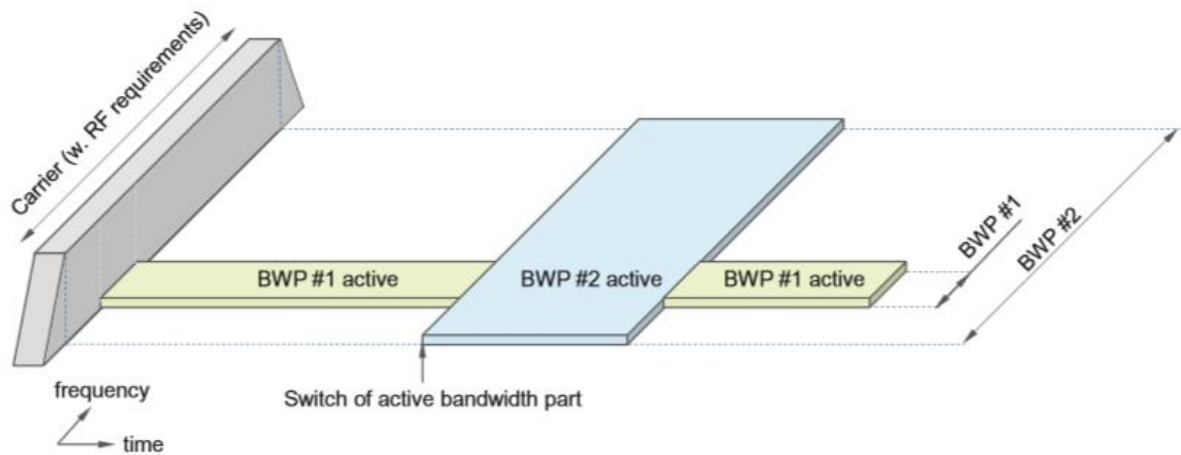 Carrier (w. RF requirements)
BWP #1 active
BWP #2 active
BWP #1 active
BWP #1
BWP #2
Switch of active bandwidth part
frequency
time